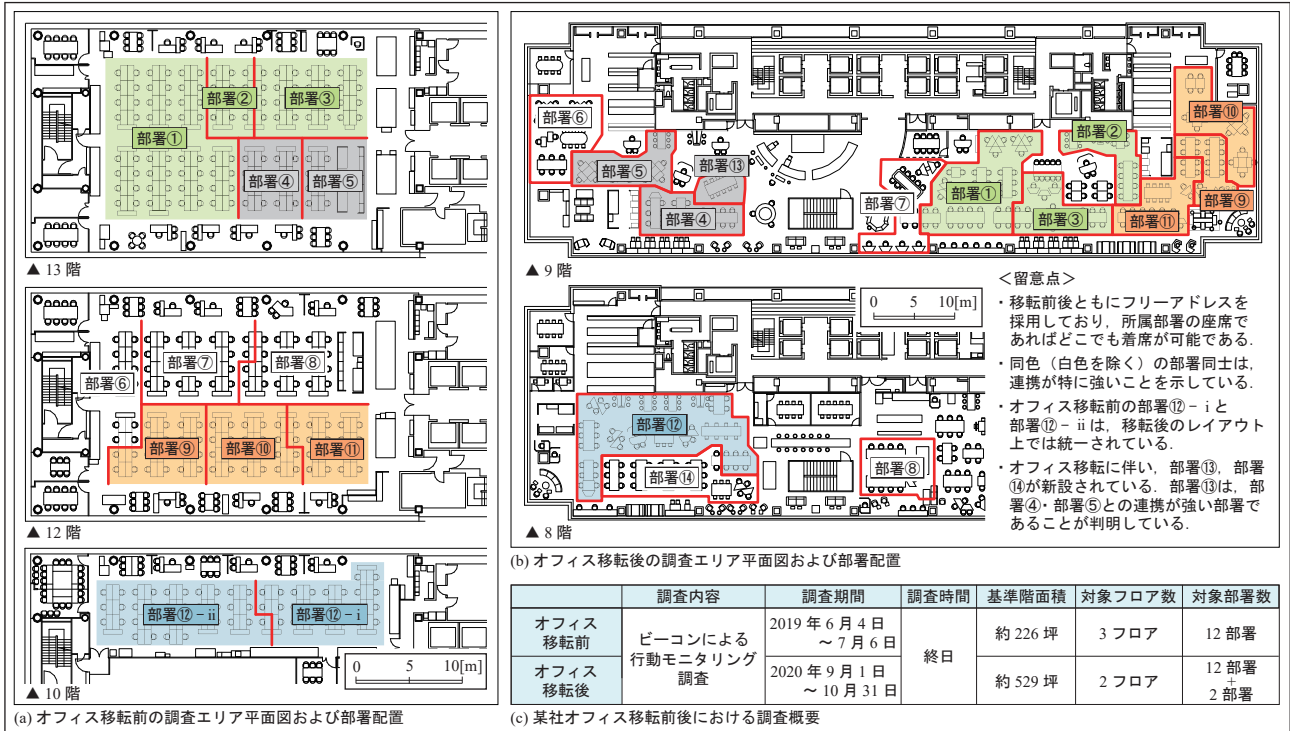 部署②
部署③
部署①
部署④
部署⑤
▲ 13 階
部署⑦
部署⑧
部署⑥
部署⑨
部署⑩
部署⑪
▲ 12 階
部署⑫-ii
部署⑫-i
0 5 10[m]
▲ 10 階
(a) オフィス移転前の調査エリア平面図および部署配置
部署⑥
部署⑩
部署②
部署⑤
部署⑬
部署①
部署⑦
部署⑨
部署④
部署③
部署⑪
▲ 9 階
0 5 10[m]
部署⑫
部署⑧
部署⑭
▲ 8 階
<留意点>
・移転前後ともにフリーアドレスを
採用しており,所属部署の座席で
あればどこでも着席が可能である.
・同色(白色を除く)の部署同士は,
連携が特に強いことを示している.
・オフィス移転前の部署⑫-i と
部署⑫-ii は,移転後のレイアウト
上では統一されている.
・オフィス移転に伴い,部署⑬,部署
⑭が新設されている.部署⑬は,部
署④・部署⑤との連携が強い部署で
あることが判明している.
(b) オフィス移転後の調査エリア平面図および部署配置
調査内容 調査期間 調査時間 基準階面積 対象フロア数 対象部署数
オフィス
移転前
ビーコンによる
行動モニタリング
調査
2019 年 6 月 4 日
~ 7 月 6 日
終日
約 226 坪
3 フロア
12 部署
オフィス
移転後
2020 年 9 月 1 日
~ 10 月 31 日
約 529 坪
2 フロア
12 部署
+
2 部署
(c) 某社オフィス移転前後における調査概要